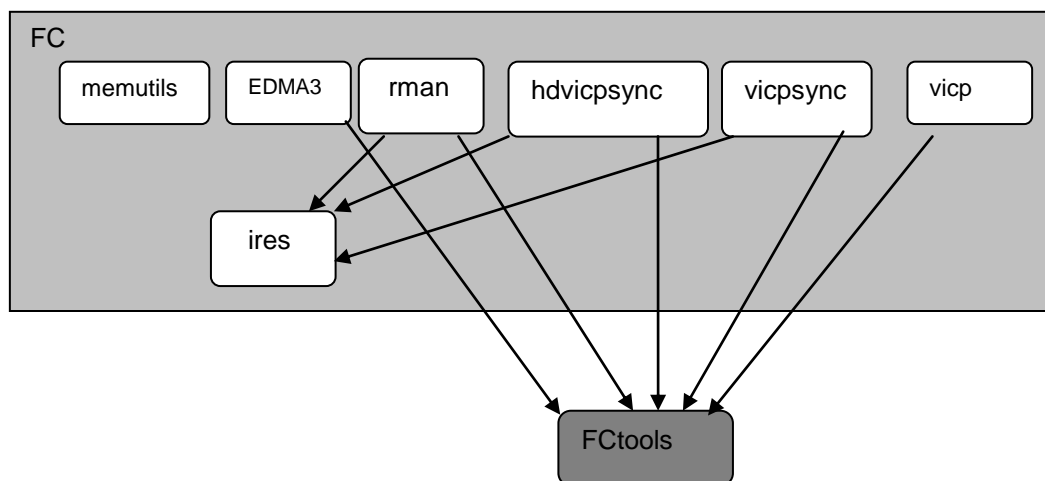 FC
memutils
EDMA3
rman
hdvicpsync
vicpsync
vicp
ires
FCtools